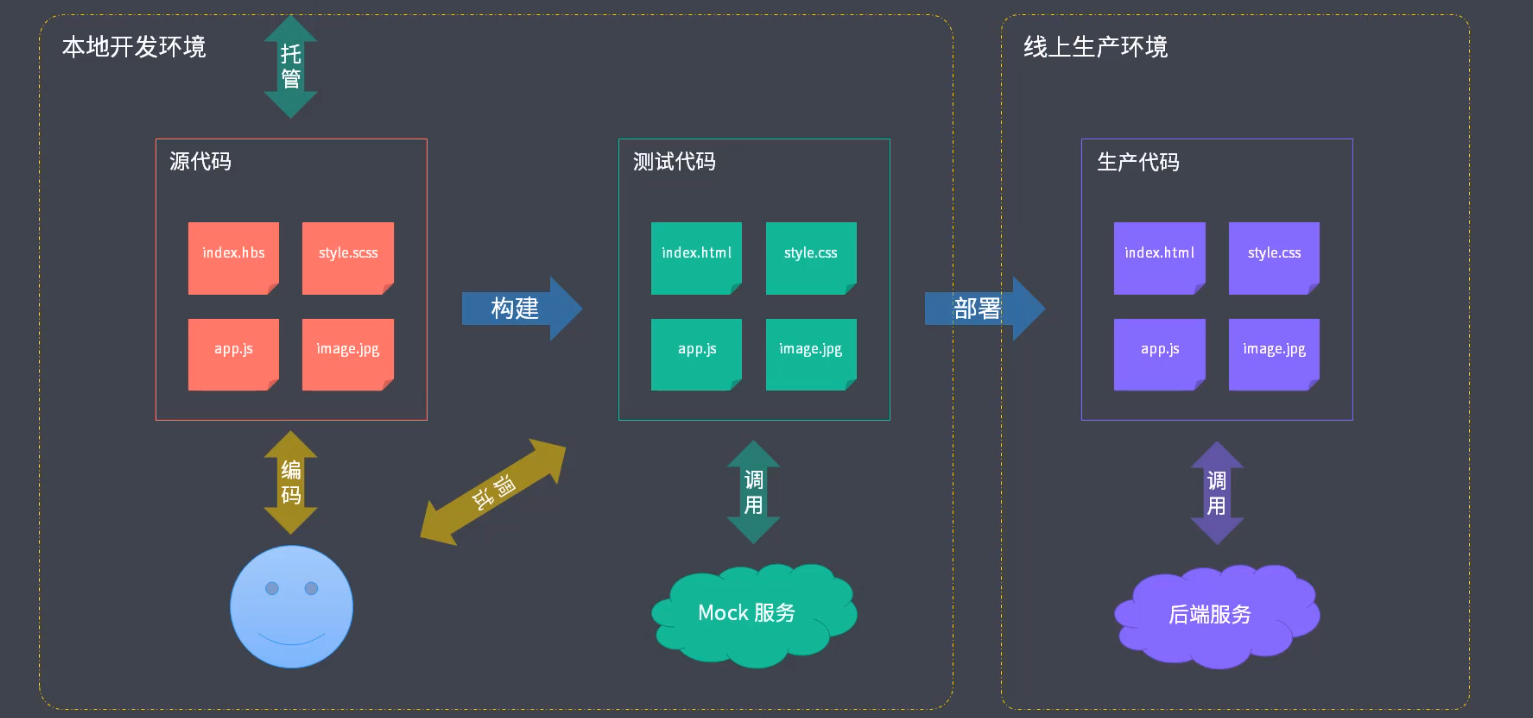 本地开发环境
托
管
线上生产环境
源代码
index.hbs
style.scss
app.js
image.jpg
构建
测试代码
index.html
style.css
app.js
image.jpg
部署
生产代码
index.html
style.css
app.js
image.jpg
编
码
调试
调
用
调
用
Mock 服务
后端服务